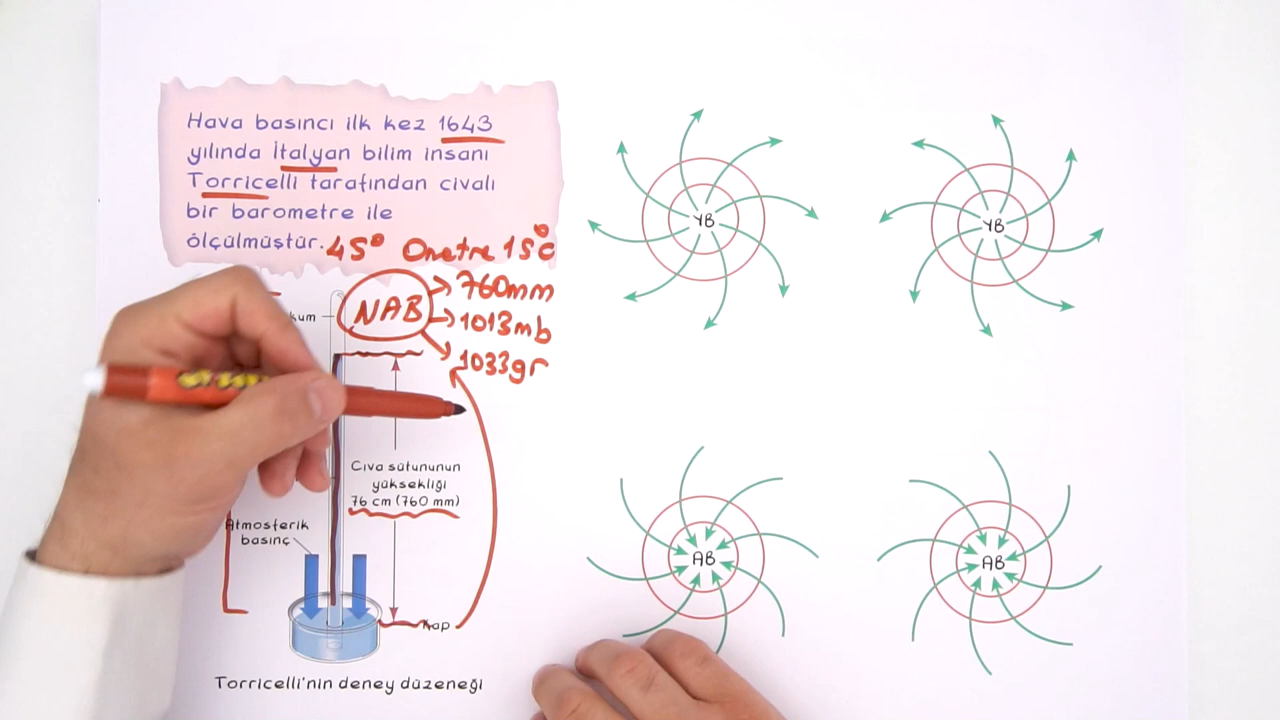 Hava basıncı ilk kez 1643
yılında İtalyan bilim insanı
Torricelli tarafından civalı
bir barometre ile
ölçülmüştür.
45° 0metre 15°C
NAB
760mm
1013mb
1033gr
Civa sütununun
yüksekliği
76 cm (760 mm)
Atmosferik
basınç
Kap
Torricelli'nin deney düzeneği
YB
YB
AB
AB